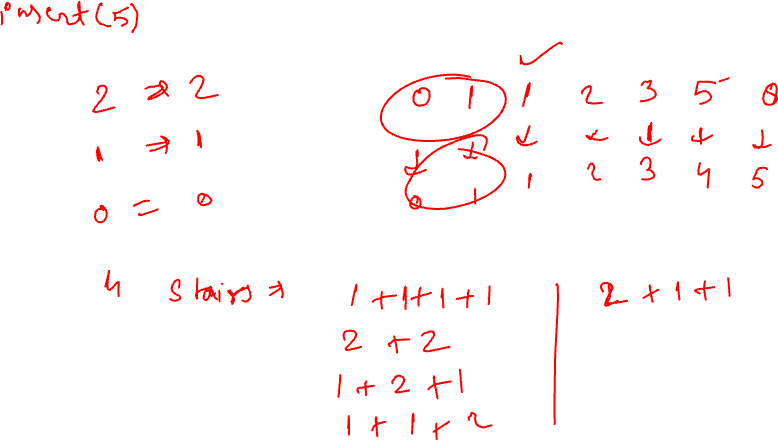 insert(5)
2 ⇒ 2 0 1 1 2 3 5 8
↓ ↓ ↓ ↓ ↓ ↓ ↓
1 ⇒ 1 0 1 1 2 3 4 5
0 = 0
4 stairs ⇒ 1+1+1+1 | 2+1+1
2+2
1+2+1
1+1+2